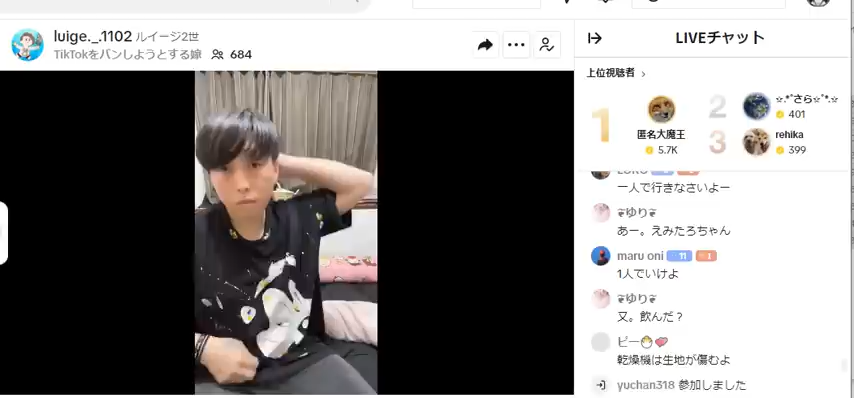 luige._.1102 ルイージ2世
TikTokをバンしようとする嫁 684
LIVEチャット
上位視聴者 >
1
匿名大魔王
5.7K
2
☆.*ﾟさら☆ﾟ*.☆
401
3
rehika
399
一人で行きなさいよー
ゆり
あー。えみたろちゃん
maru oni 11
1人でいけよ
ゆり
又。飲んだ？
ピー
乾燥機は生地が傷むよ
yuchan318 参加しました